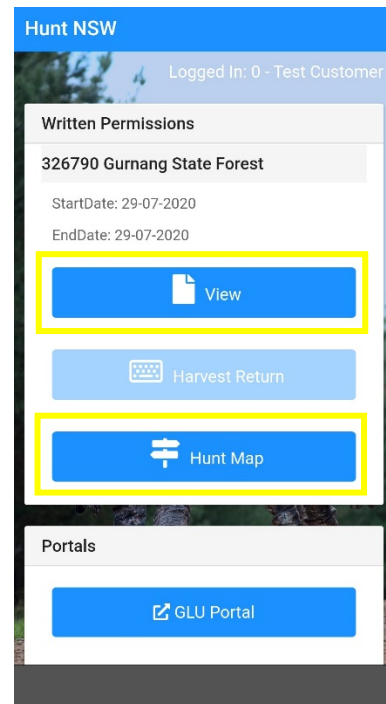 Hunt NSW
Logged In: 0 - Test Customer
Written Permissions
326790 Gurnang State Forest
StartDate: 29-07-2020
EndDate: 29-07-2020
View
Harvest Return
Hunt Map
Portals
GLU Portal